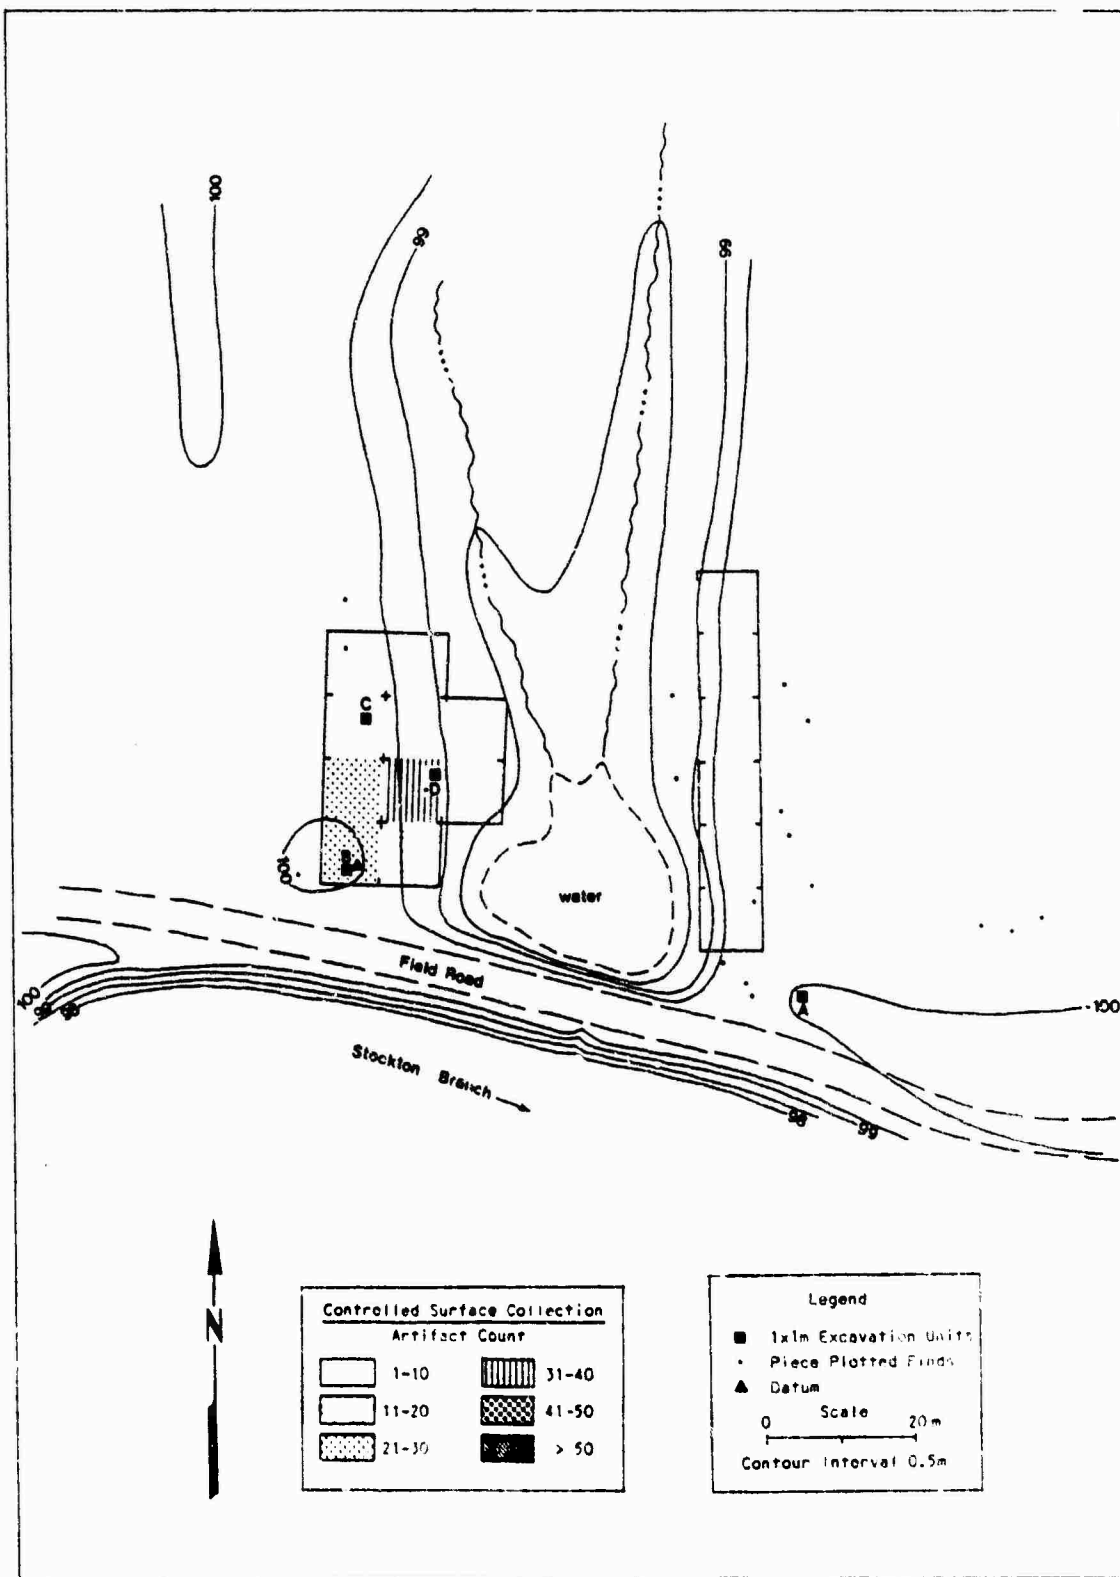 100
99
99
C
D
B
100
water
Field Road
100
99
98
A
100
Stockton Branch
98
99
N
Controlled Surface Collection
Artifact Count
1-10
31-40
11-20
41-50
21-30
> 50
Legend
1x1m Excavation Units
Piece Plotted Finds
Datum
Scale
0 20 m
Contour Interval 0.5m